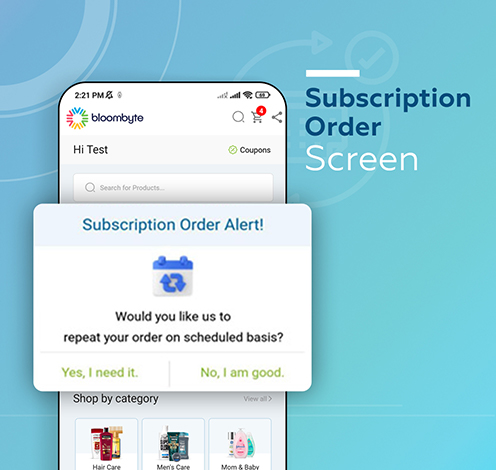 2:21 PM
69
bloombyte
4
Hi Test
Coupons
Search for Products...
Subscription
Order
Screen
Subscription Order Alert!
Would you like us to
repeat your order on scheduled basis?
Yes, I need it.
No, I am good.
Shop by category
View all >
Hair Care
Men's Care
Mom & Baby